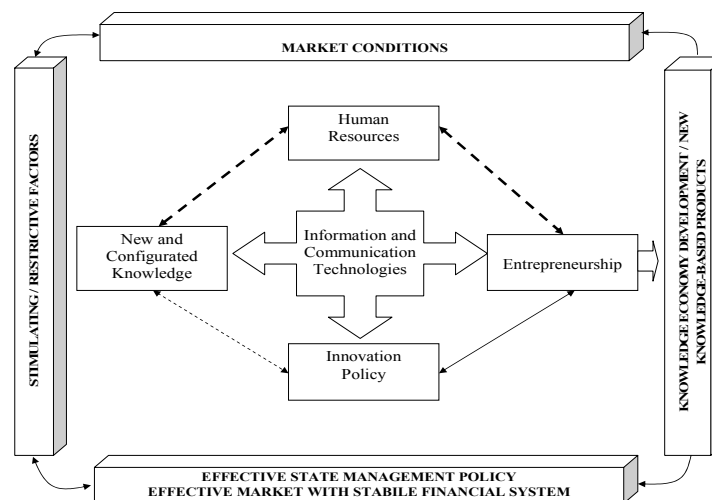 MARKET CONDITIONS
STIMULATING / RESTRICTIVE FACTORS
Human
Resources
New and
Configurated
Knowledge
Information and
Communication
Technologies
Entrepreneurship
Innovation
Policy
KNOWLEDGE ECONOMY DEVELOPMENT / NEW
KNOWLEDGE-BASED PRODUCTS
EFFECTIVE STATE MANAGEMENT POLICY
EFFECTIVE MARKET WITH STABILE FINANCIAL SYSTEM